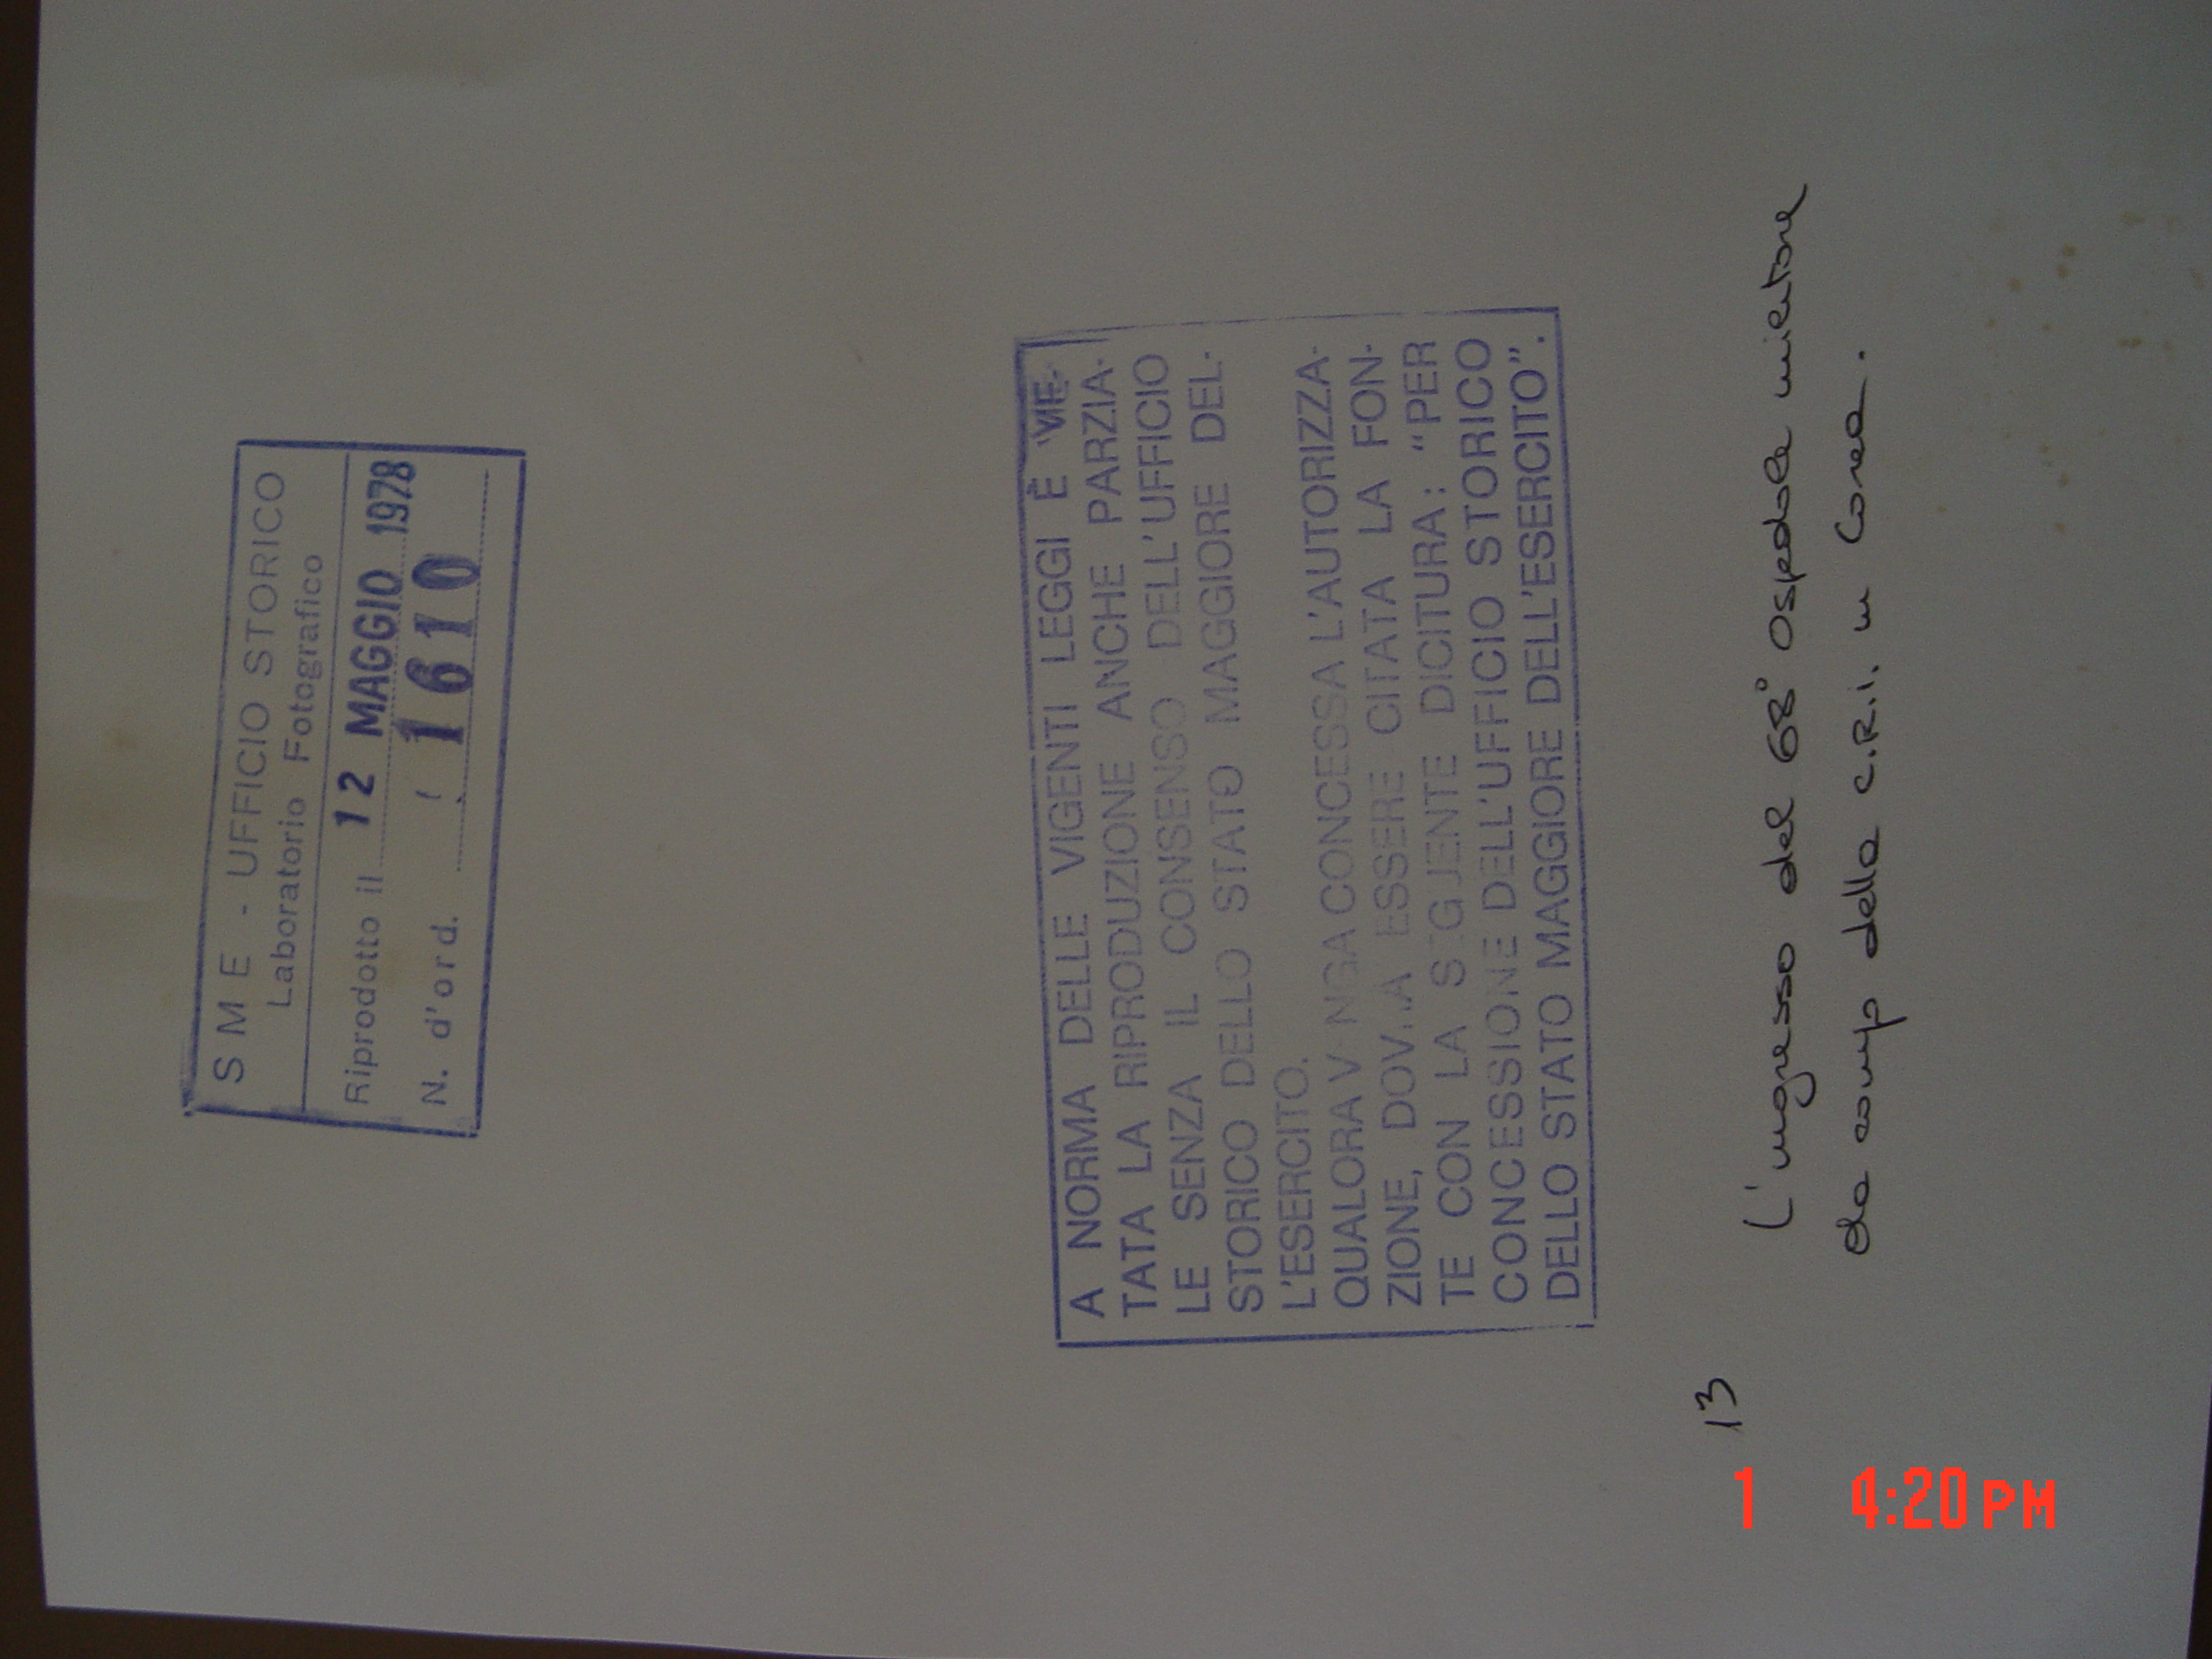 SME - UFFICIO STORICO
Laboratorio Fotografico
Riprodotto il 12 MAGGIO 1978
N. d'ord. 1610
A NORMA DELLE VIGENTI LEGGI È VIE-
TATA LA RIPRODUZIONE ANCHE PARZIA-
LE SENZA IL CONSENSO DELL'UFFICIO
STORICO DELLO STATO MAGGIORE DEL-
L'ESERCITO.
QUALORA VENGA CONCESSA L'AUTORIZZA-
ZIONE, DOVRA ESSERE CITATA LA FON-
TE CON LA SEGUENTE DICITURA: "PER
CONCESSIONE DELL'UFFICIO STORICO
DELLO STATO MAGGIORE DELL'ESERCITO".
13
L'ingresso del 68° Ospedale militare
da camp della C.R.i. in Corea.
1 4:20PM